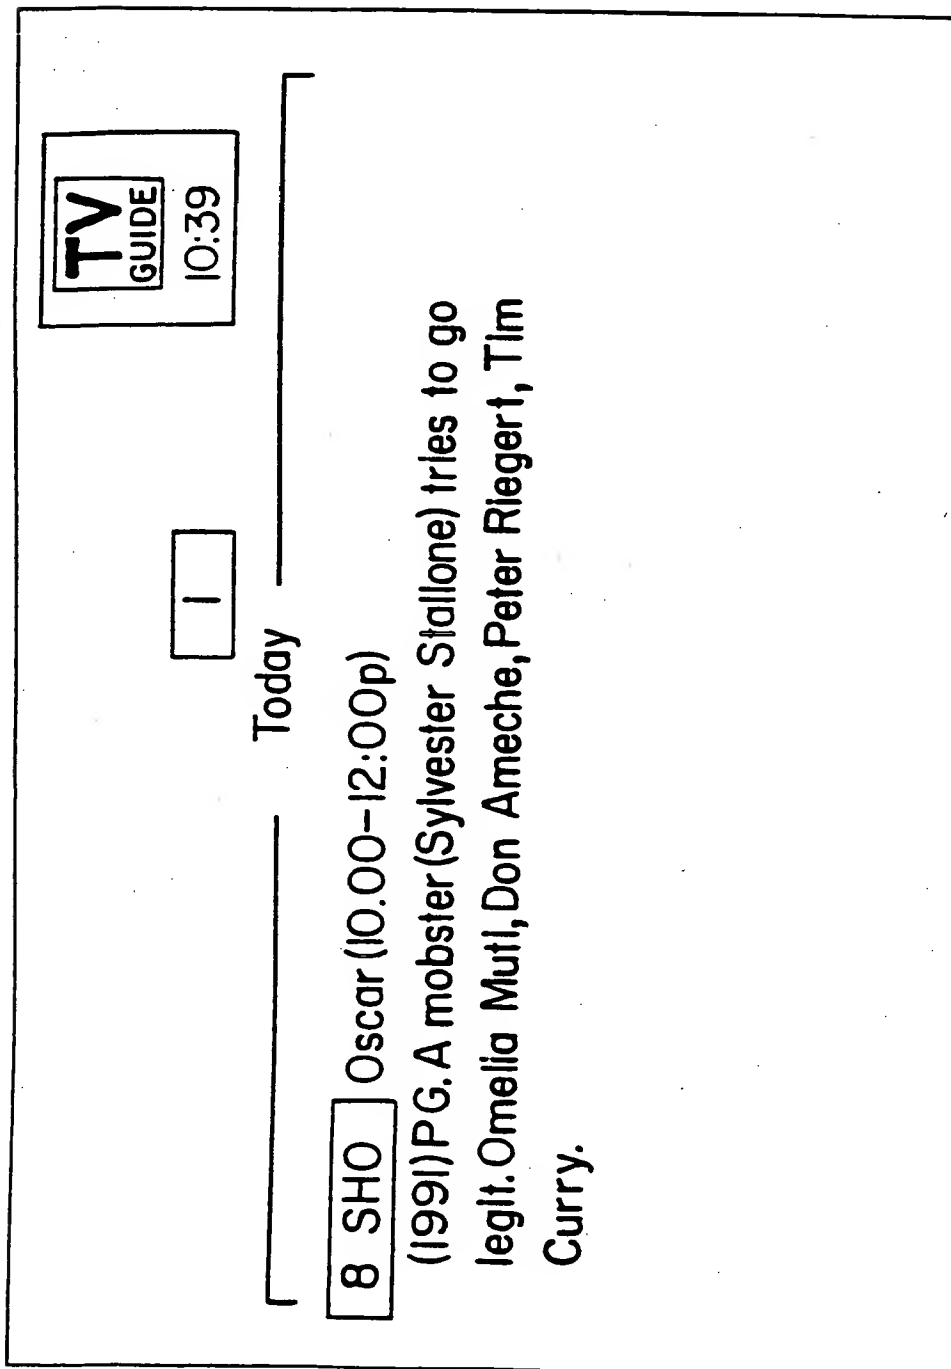 TV
GUIDE
10:39
1
Today
8 SHO Oscar (10.00-12:00p)
(1991) PG. A mobster (Sylvester Stallone) tries to go
legit. Omelia Muti, Don Ameche, Peter Riegert, Tim
Curry.